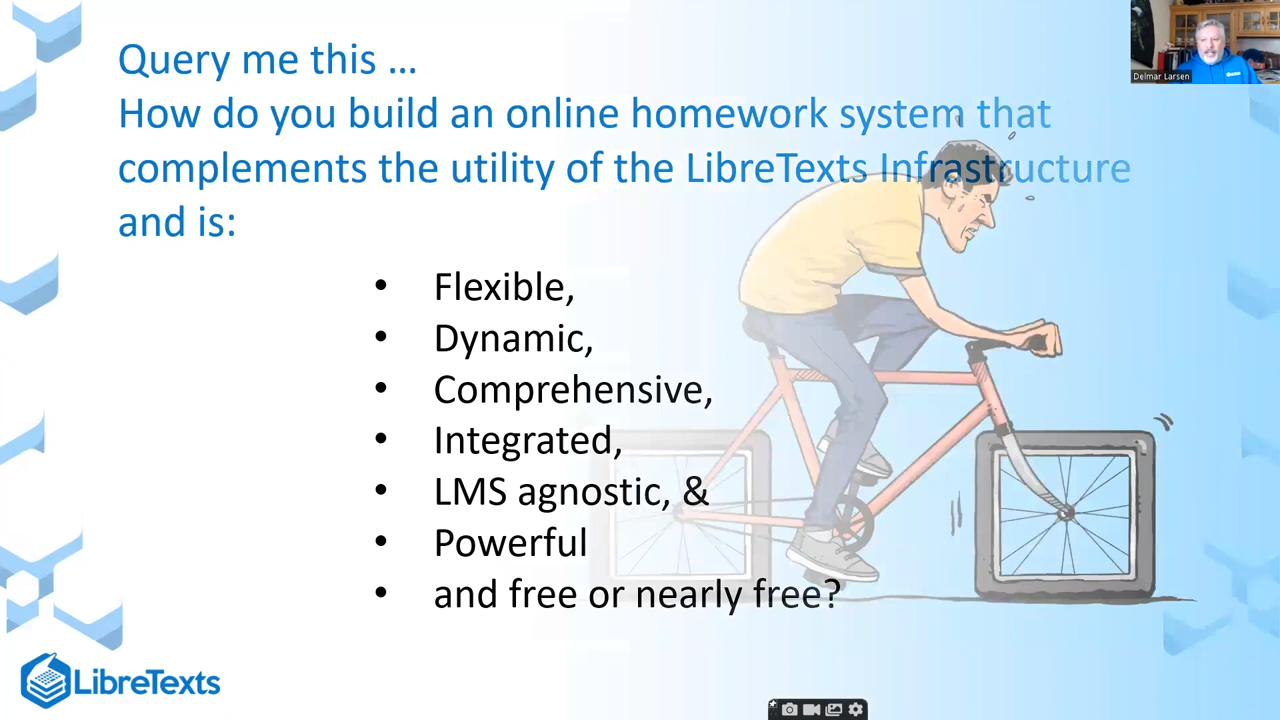 Query me this …
How do you build an online homework system that
complements the utility of the LibreTexts Infrastructure
and is:
• Flexible,
• Dynamic,
• Comprehensive,
• Integrated,
• LMS agnostic, &
• Powerful
• and free or nearly free?
Delmar Larsen
LibreTexts